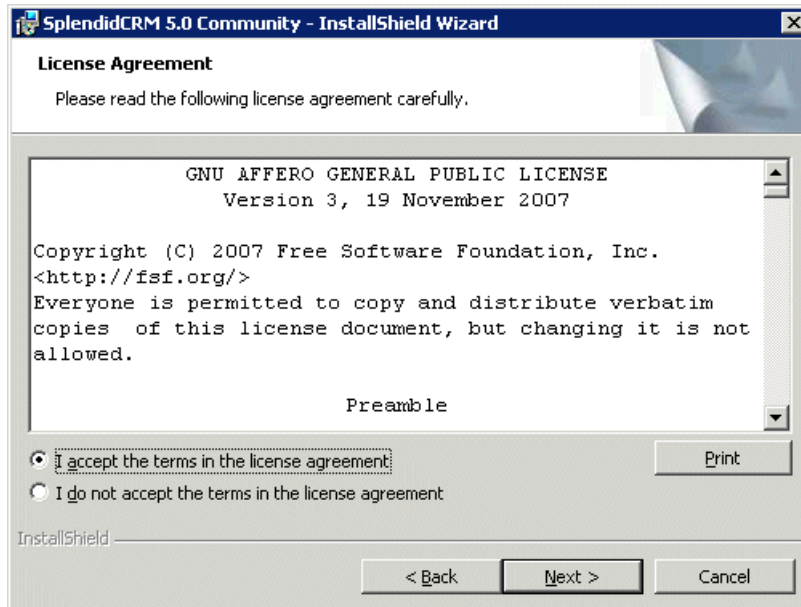 SplendidCRM 5.0 Community - InstallShield Wizard
License Agreement
Please read the following license agreement carefully.
GNU AFFERO GENERAL PUBLIC LICENSE
Version 3, 19 November 2007
Copyright (C) 2007 Free Software Foundation, Inc.
<http://fsf.org/>
Everyone is permitted to copy and distribute verbatim
copies  of this license document, but changing it is not
allowed.
Preamble
I accept the terms in the license agreement
Print
I do not accept the terms in the license agreement
InstallShield
< Back
Next >
Cancel